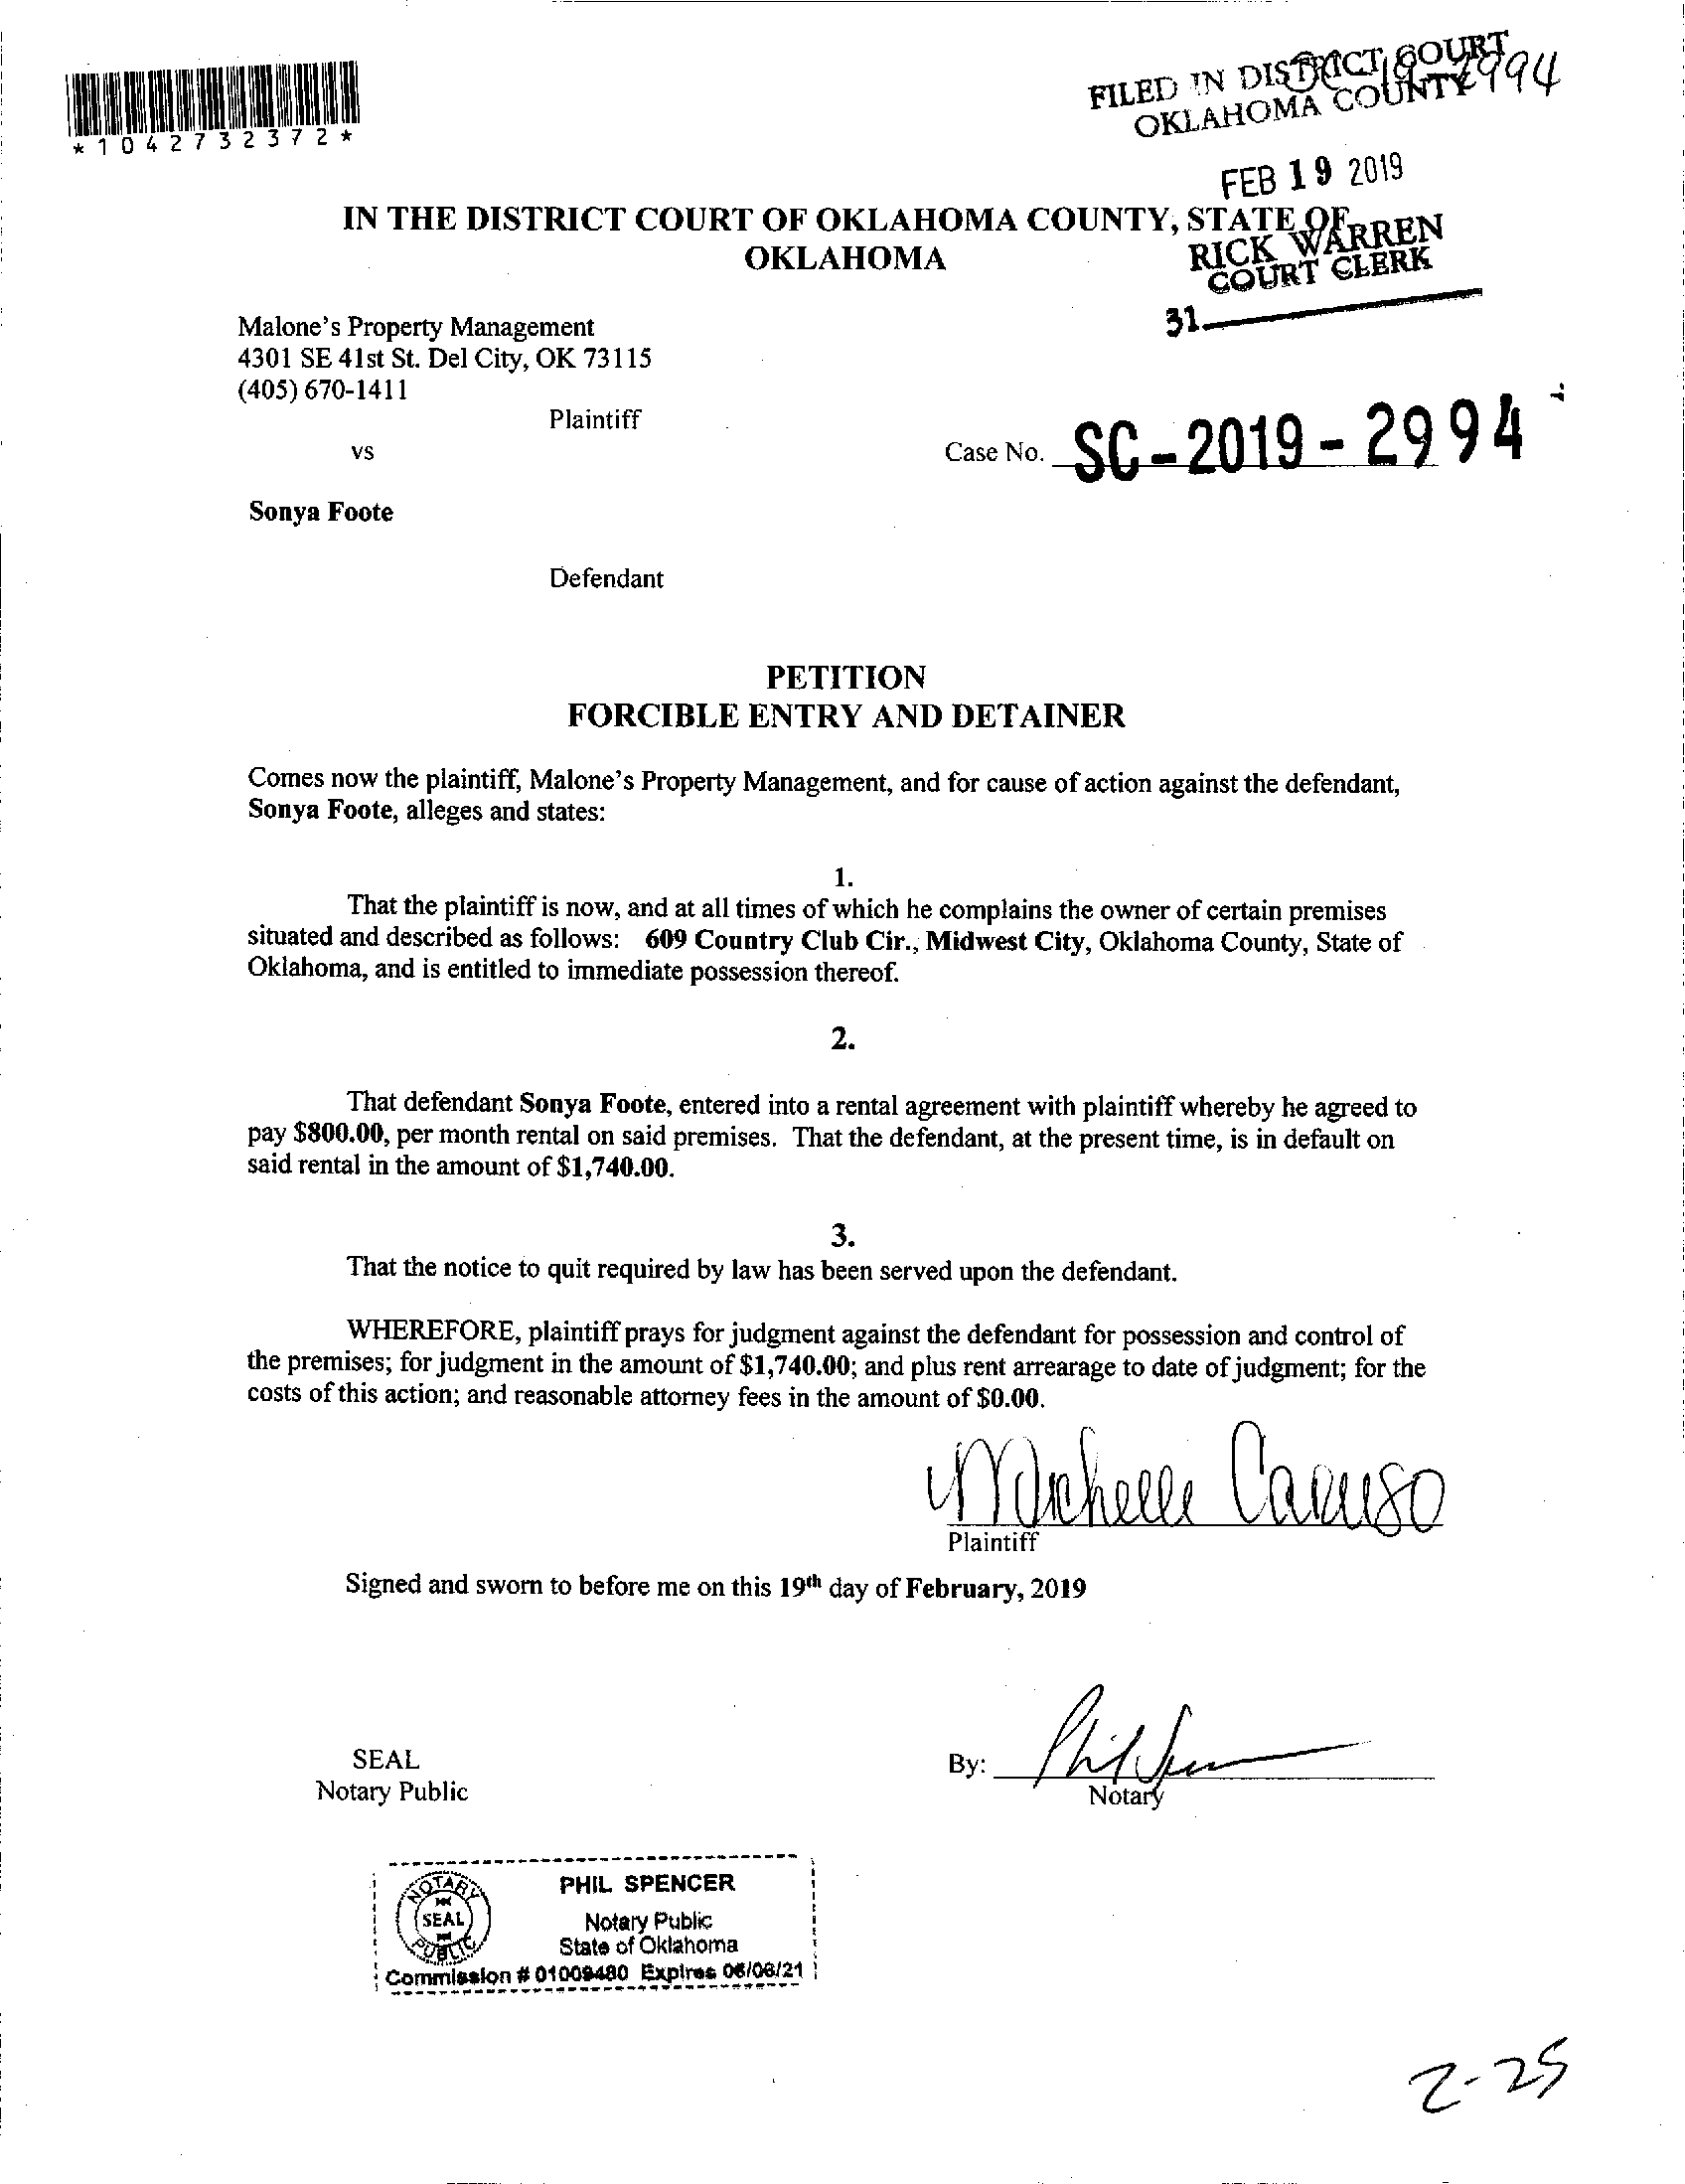 FILED IN DISTRICT COURT
OKLAHOMA COUNTY
*1042732372*
FEB 19 2019
IN THE DISTRICT COURT OF OKLAHOMA COUNTY, STATE OF
OKLAHOMA
RICK WARREN
COURT CLERK
31
Malone's Property Management
4301 SE 41st St. Del City, OK 73115
(405) 670-1411
Plaintiff
vs
Case No. SC-2019-2994
Sonya Foote
Defendant
PETITION
FORCIBLE ENTRY AND DETAINER
Comes now the plaintiff, Malone's Property Management, and for cause of action against the defendant,
Sonya Foote, alleges and states:
1.
That the plaintiff is now, and at all times of which he complains the owner of certain premises
situated and described as follows: 609 Country Club Cir., Midwest City, Oklahoma County, State of
Oklahoma, and is entitled to immediate possession thereof.
2.
That defendant Sonya Foote, entered into a rental agreement with plaintiff whereby he agreed to
pay $800.00, per month rental on said premises. That the defendant, at the present time, is in default on
said rental in the amount of $1,740.00.
3.
That the notice to quit required by law has been served upon the defendant.
WHEREFORE, plaintiff prays for judgment against the defendant for possession and control of
the premises; for judgment in the amount of $1,740.00; and plus rent arrearage to date of judgment; for the
costs of this action; and reasonable attorney fees in the amount of $0.00.
Michelle Caruso
Plaintiff
Signed and sworn to before me on this 19th day of February, 2019
SEAL
Notary Public
By:
Notary
NOTARY
SEAL
PUBLIC
PHIL SPENCER
Notary Public
State of Oklahoma
Commission # 01009480 Expires 06/06/21
2-25